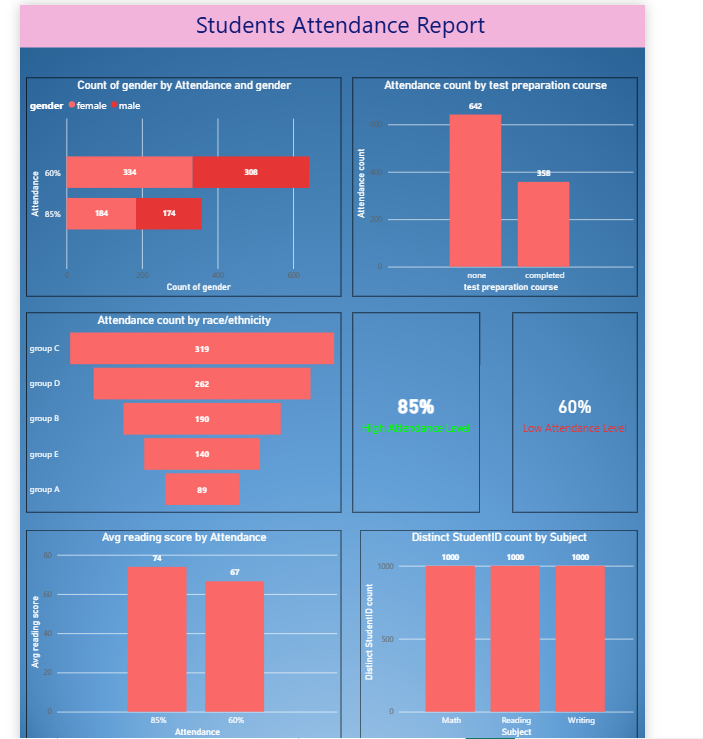 Students Attendance Report
Count of gender by Attendance and gender
gender female male
Attendance
60% 334 308
85% 184 174
0 200 400 600
Count of gender
Attendance count by test preparation course
Attendance count
642
358
600
400
200
0
none completed
test preparation course
Attendance count by race/ethnicity
group C 319
group D 262
group B 190
group E 140
group A 89
85%
High Attendance Level
60%
Low Attendance Level
Avg reading score by Attendance
Avg reading score
80
60
40
20
0
74
67
85% 60%
Attendance
Distinct StudentID count by Subject
Distinct StudentID count
1000 1000 1000
1000
500
0
Math Reading Writing
Subject